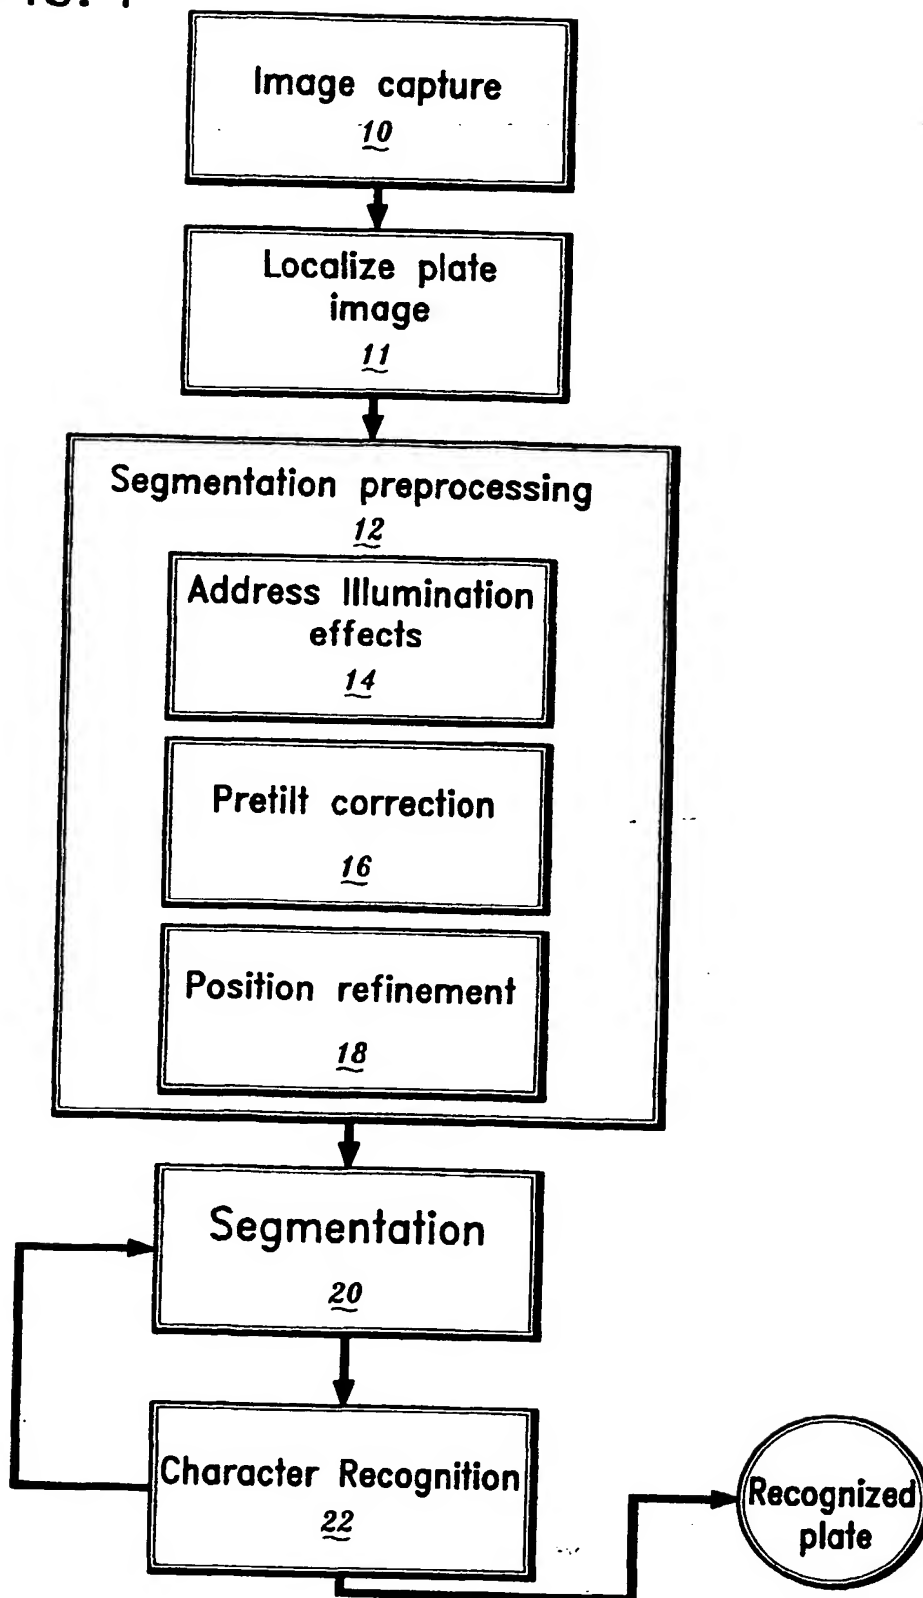 Image capture
10
Localize plate
image
11
Segmentation preprocessing
12
Address Illumination
effects
14
Pretilt correction
16
Position refinement
18
Segmentation
20
Character Recognition
22
Recognized
plate